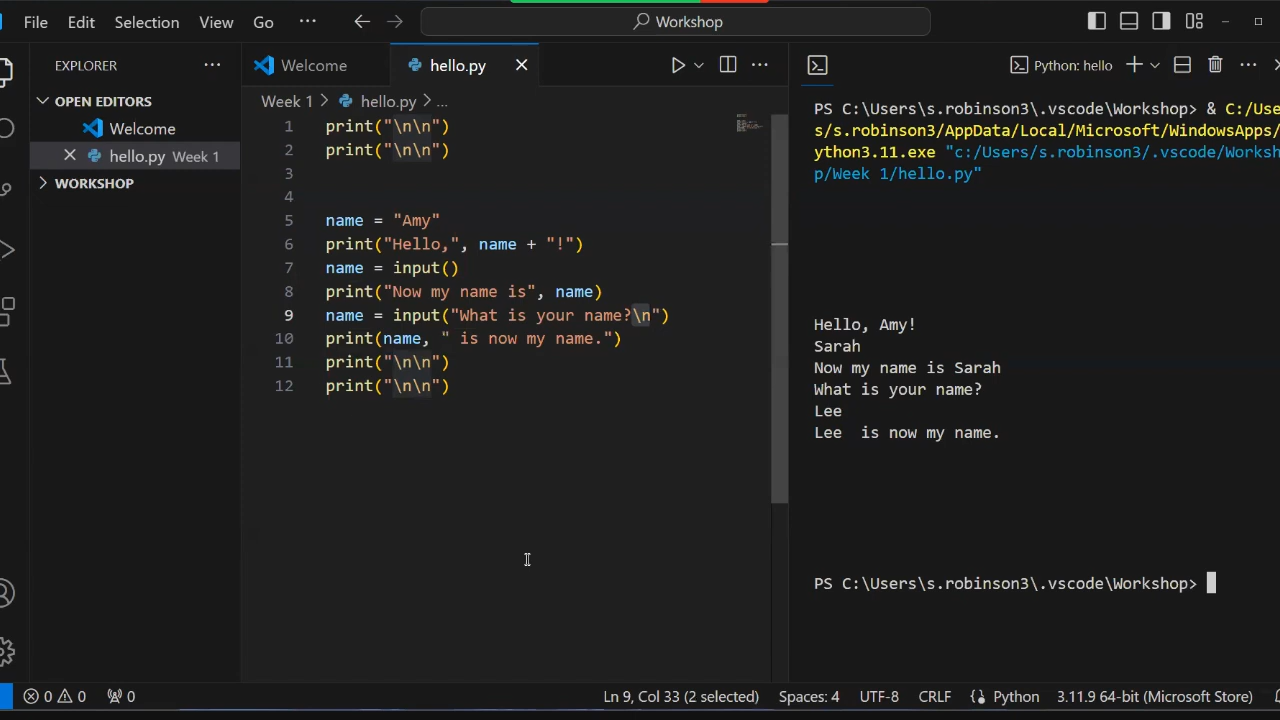 File Edit Selection View Go ··· Workshop
EXPLORER ···
OPEN EDITORS
Welcome
hello.py Week 1
WORKSHOP
Welcome hello.py ···
Week 1 > hello.py > ...
1 print("\n\n")
2 print("\n\n")
3
4
5 name = "Amy"
6 print("Hello,", name + "!")
7 name = input()
8 print("Now my name is", name)
9 name = input("What is your name?\n")
10 print(name, " is now my name.")
11 print("\n\n")
12 print("\n\n")
Python: hello ···
PS C:\Users\s.robinson3\.vscode\Workshop> & C:/Use
s/s.robinson3/AppData/Local/Microsoft/WindowsApps/
ython3.11.exe "c:/Users/s.robinson3/.vscode/Worksh
p/Week 1/hello.py"
Hello, Amy!
Sarah
Now my name is Sarah
What is your name?
Lee
Lee  is now my name.
PS C:\Users\s.robinson3\.vscode\Workshop>
0 0 0 Ln 9, Col 33 (2 selected) Spaces: 4 UTF-8 CRLF Python 3.11.9 64-bit (Microsoft Store)